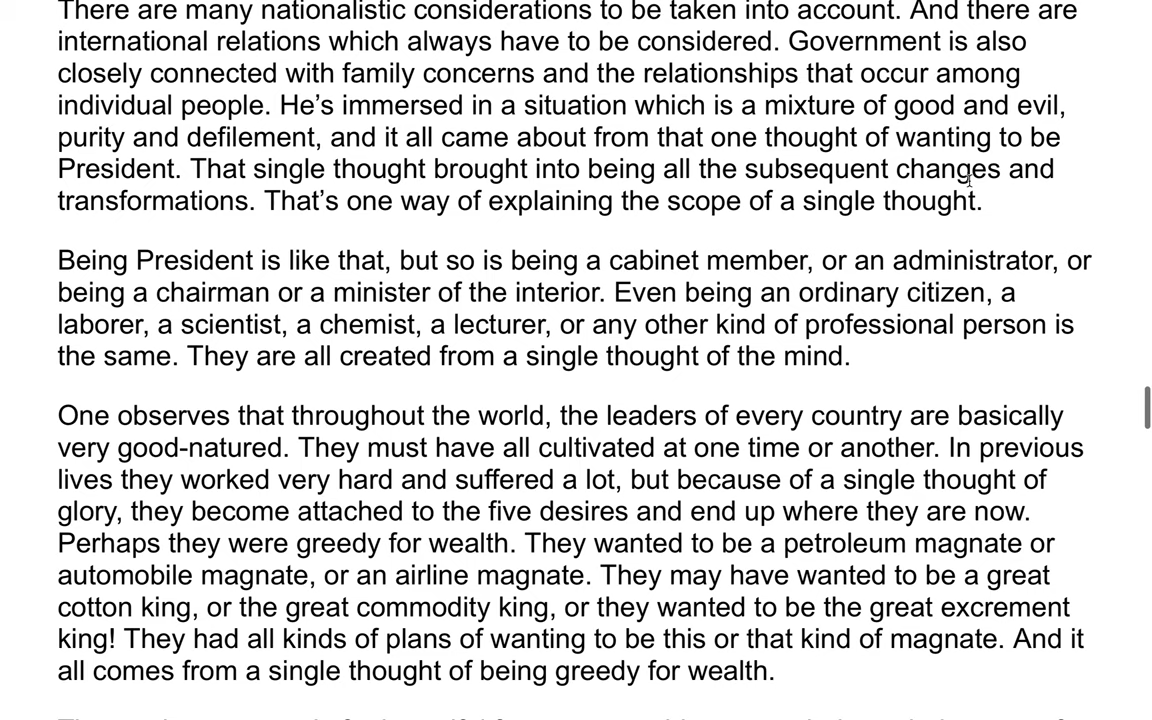 There are many nationalistic considerations to be taken into account. And there are
international relations which always have to be considered. Government is also
closely connected with family concerns and the relationships that occur among
individual people. He’s immersed in a situation which is a mixture of good and evil,
purity and defilement, and it all came about from that one thought of wanting to be
President. That single thought brought into being all the subsequent changes and
transformations. That’s one way of explaining the scope of a single thought.
Being President is like that, but so is being a cabinet member, or an administrator, or
being a chairman or a minister of the interior. Even being an ordinary citizen, a
laborer, a scientist, a chemist, a lecturer, or any other kind of professional person is
the same. They are all created from a single thought of the mind.
One observes that throughout the world, the leaders of every country are basically
very good-natured. They must have all cultivated at one time or another. In previous
lives they worked very hard and suffered a lot, but because of a single thought of
glory, they become attached to the five desires and end up where they are now.
Perhaps they were greedy for wealth. They wanted to be a petroleum magnate or
automobile magnate, or an airline magnate. They may have wanted to be a great
cotton king, or the great commodity king, or they wanted to be the great excrement
king! They had all kinds of plans of wanting to be this or that kind of magnate. And it
all comes from a single thought of being greedy for wealth.